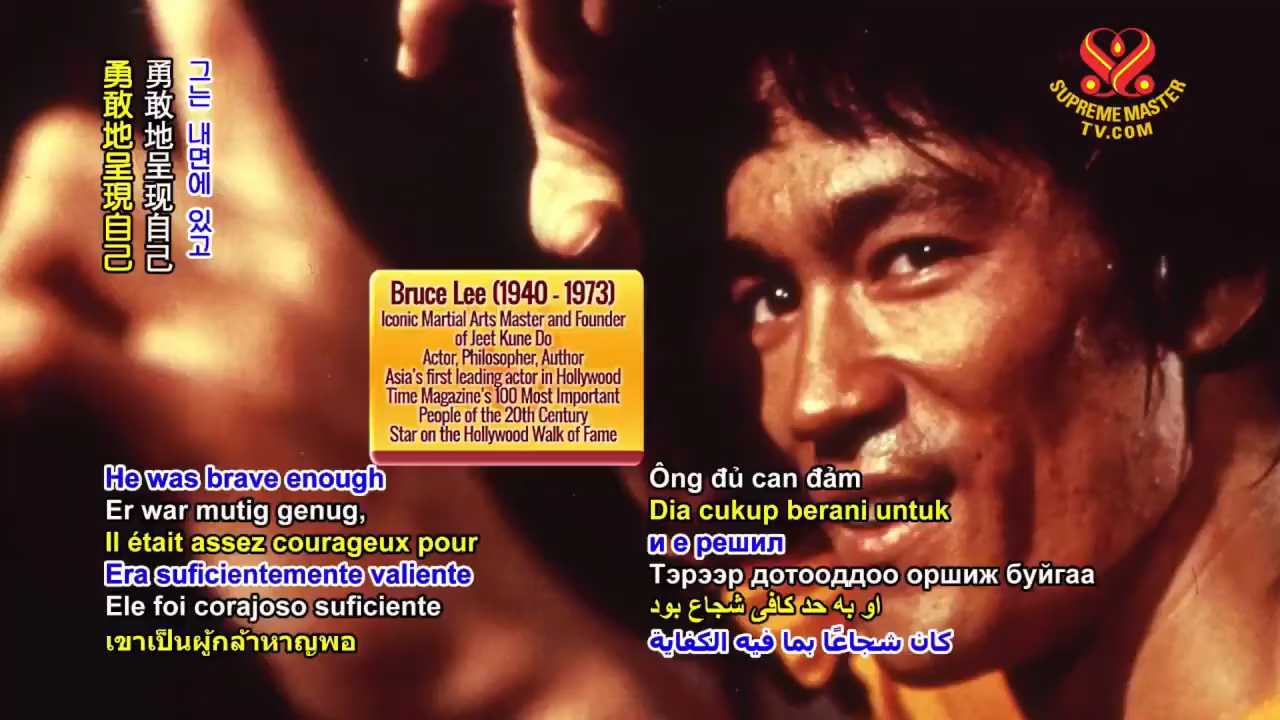 그는 내면에 있고
勇敢地呈现自己
勇敢地呈現自己
SUPREME MASTER
TV.COM
Bruce Lee (1940 - 1973)
Iconic Martial Arts Master and Founder
of Jeet Kune Do
Actor, Philosopher, Author
Asia's first leading actor in Hollywood
Time Magazine's 100 Most Important
People of the 20th Century
Star on the Hollywood Walk of Fame
He was brave enough
Er war mutig genug,
Il était assez courageux pour
Era suficientemente valiente
Ele foi corajoso suficiente
เขาเป็นผู้กล้าหาญพอ
Ông đủ can đảm
Dia cukup berani untuk
и е решил
Тэрээр дотооддоо оршиж буйгаа
او به حد کافی شجاع بود
كان شجاعًا بما فيه الكفاية